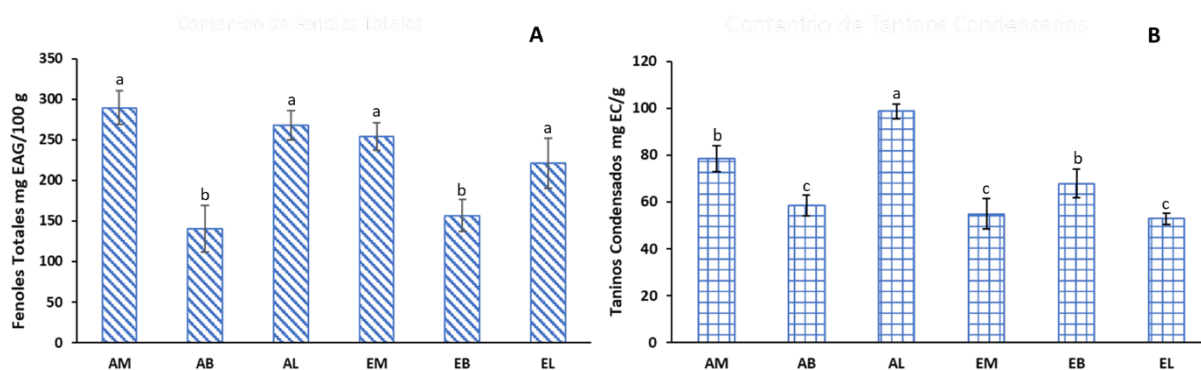 Contenido de Fenoles Totales
A
Fenoles Totales mg EAG/100 g
350
300
250
200
150
100
50
0
a
b
a
a
b
a
AM AB AL EM EB EL
Contenido de Taninos Condensados
B
Taninos Condensados mg EC/g
120
100
80
60
40
20
0
b
c
a
c
b
c
AM AB AL EM EB EL